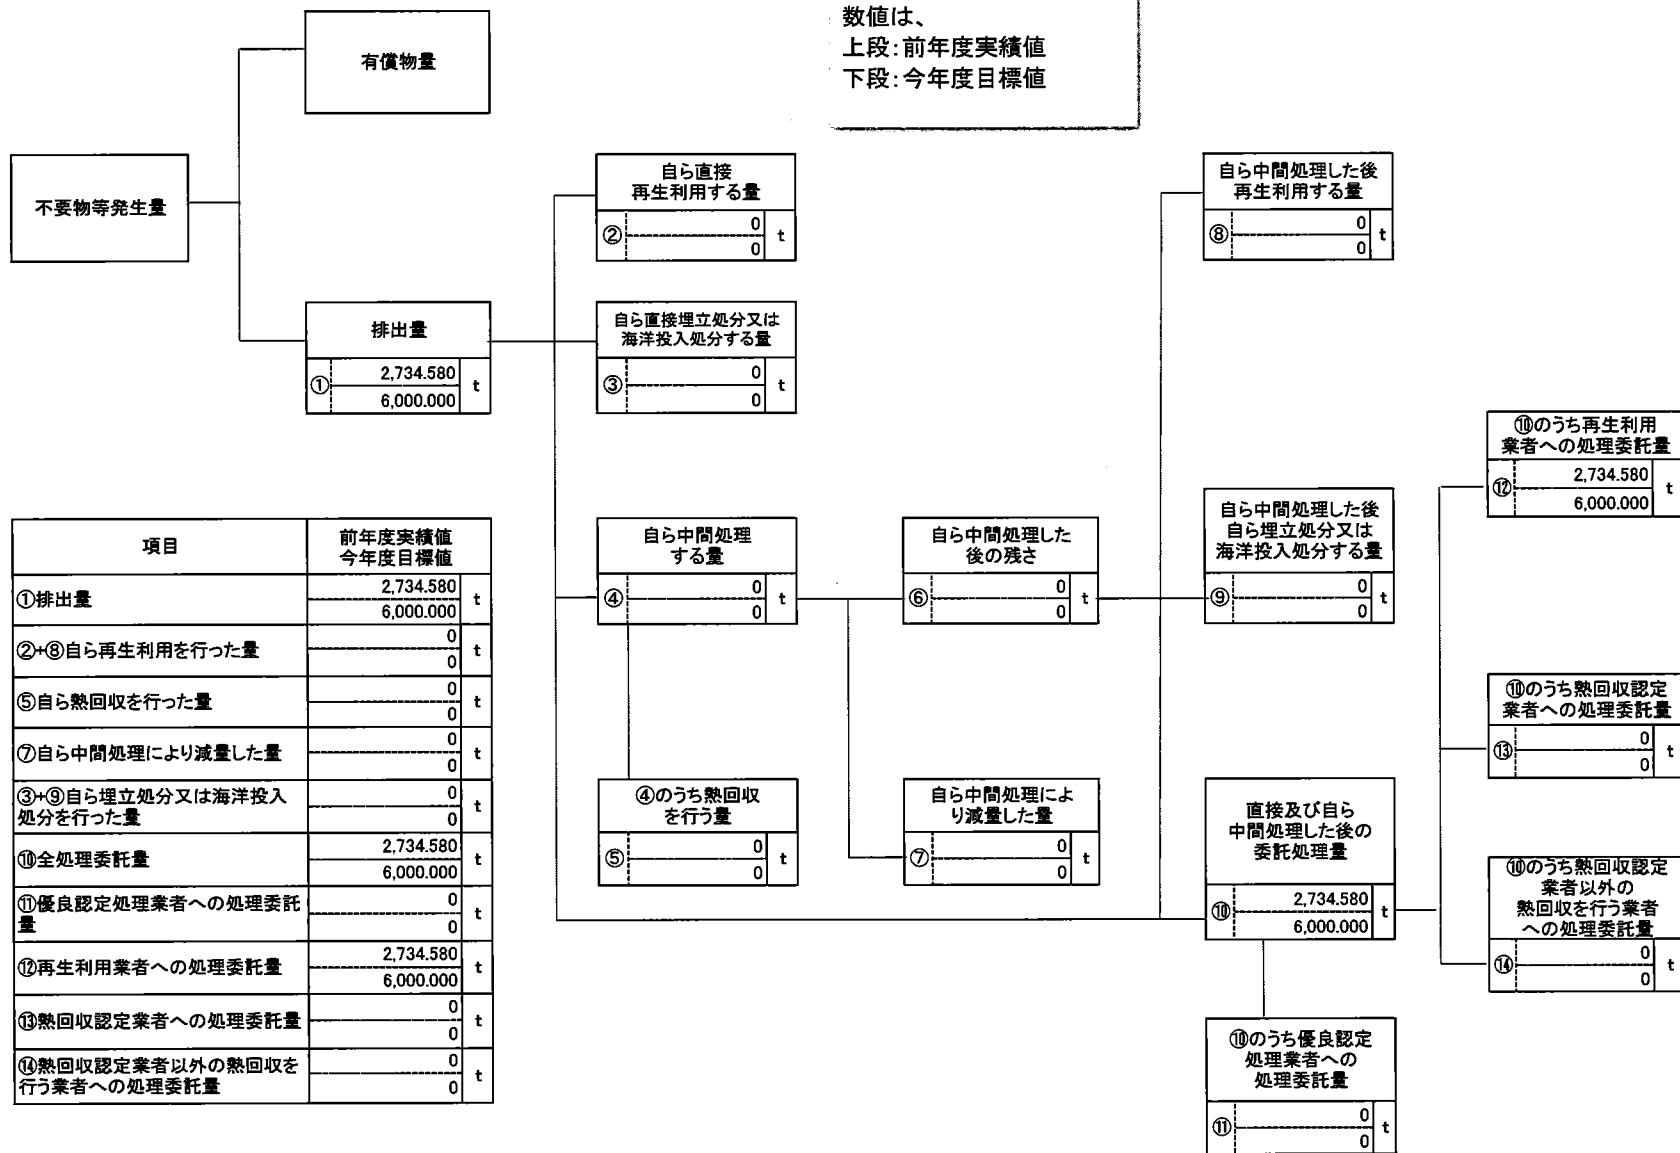 数値は、
上段:前年度実績値
下段:今年度目標値
有償物量
不要物等発生量
排出量
① 2,734.580 t
6,000.000
自ら直接
再生利用する量
② 0 t
0
自ら直接埋立処分又は
海洋投入処分する量
③ 0 t
0
自ら中間処理
する量
④ 0 t
0
④のうち熱回収
を行う量
⑤ 0 t
0
自ら中間処理した
後の残さ
⑥ 0 t
0
自ら中間処理によ
り減量した量
⑦ 0 t
0
自ら中間処理した後
再生利用する量
⑧ 0 t
0
自ら中間処理した後
自ら埋立処分又は
海洋投入処分する量
⑨ 0 t
0
直接及び自ら
中間処理した後の
委託処理量
⑩ 2,734.580 t
6,000.000
⑩のうち優良認定
処理業者への
処理委託量
⑪ 0 t
0
⑩のうち再生利用
業者への処理委託量
⑫ 2,734.580 t
6,000.000
⑩のうち熱回収認定
業者への処理委託量
⑬ 0 t
0
⑩のうち熱回収認定
業者以外の
熱回収を行う業者
への処理委託量
⑭ 0 t
0
項目 前年度実績値
今年度目標値
①排出量 2,734.580 t
6,000.000
②+⑧自ら再生利用を行った量 0 t
0
⑤自ら熱回収を行った量 0 t
0
⑦自ら中間処理により減量した量 0 t
0
③+⑨自ら埋立処分又は海洋投入 0 t
処分を行った量 0
⑩全処理委託量 2,734.580 t
6,000.000
⑪優良認定処理業者への処理委託 0 t
量 0
⑫再生利用業者への処理委託量 2,734.580 t
6,000.000
⑬熱回収認定業者への処理委託量 0 t
0
⑭熱回収認定業者以外の熱回収を 0 t
行う業者への処理委託量 0